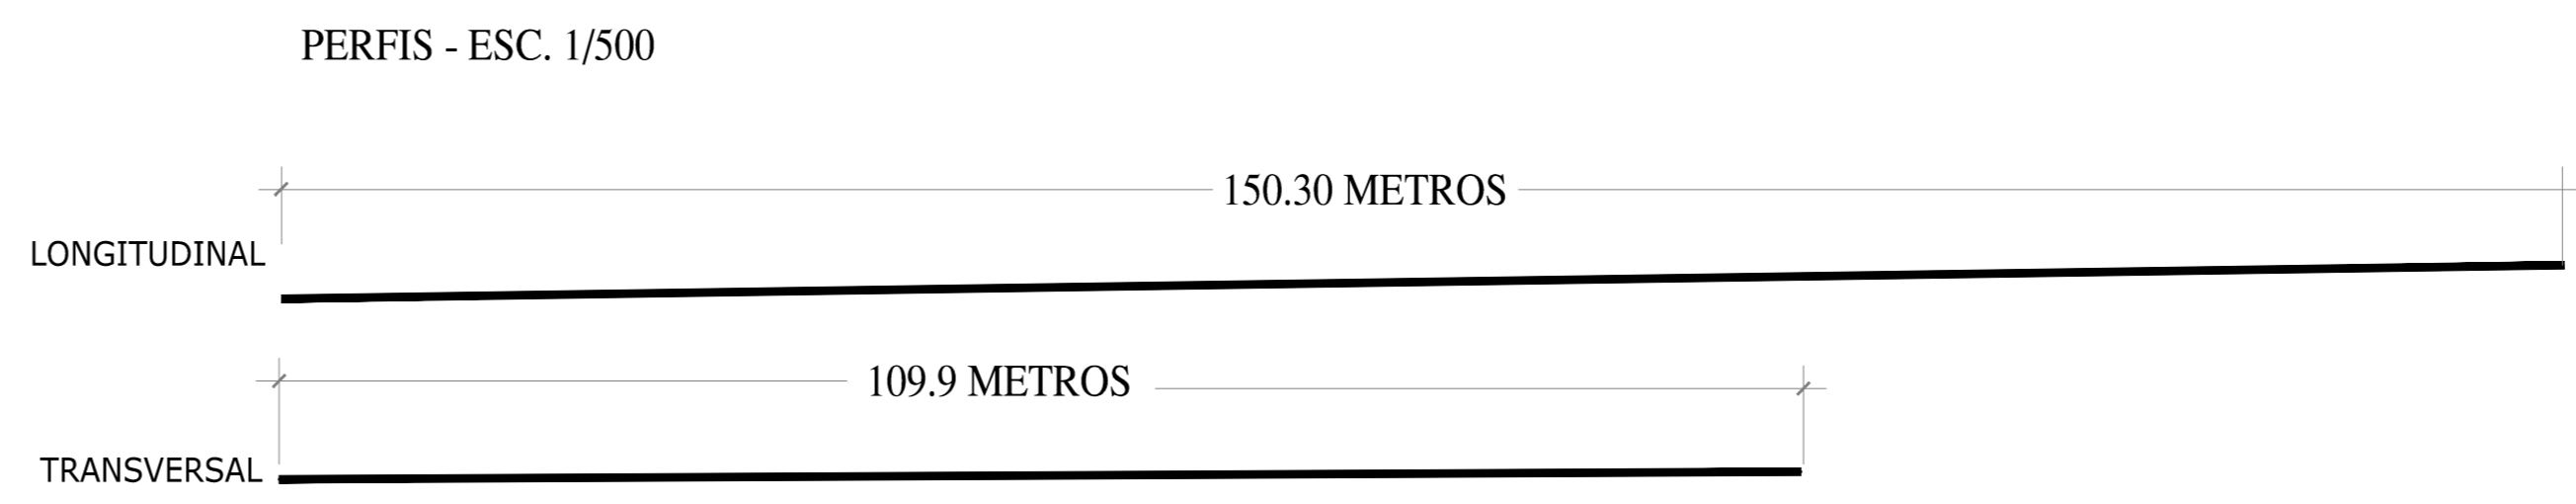 PERFIS - ESC. 1/500
150.30 METROS
LONGITUDINAL
109.9 METROS
TRANSVERSAL